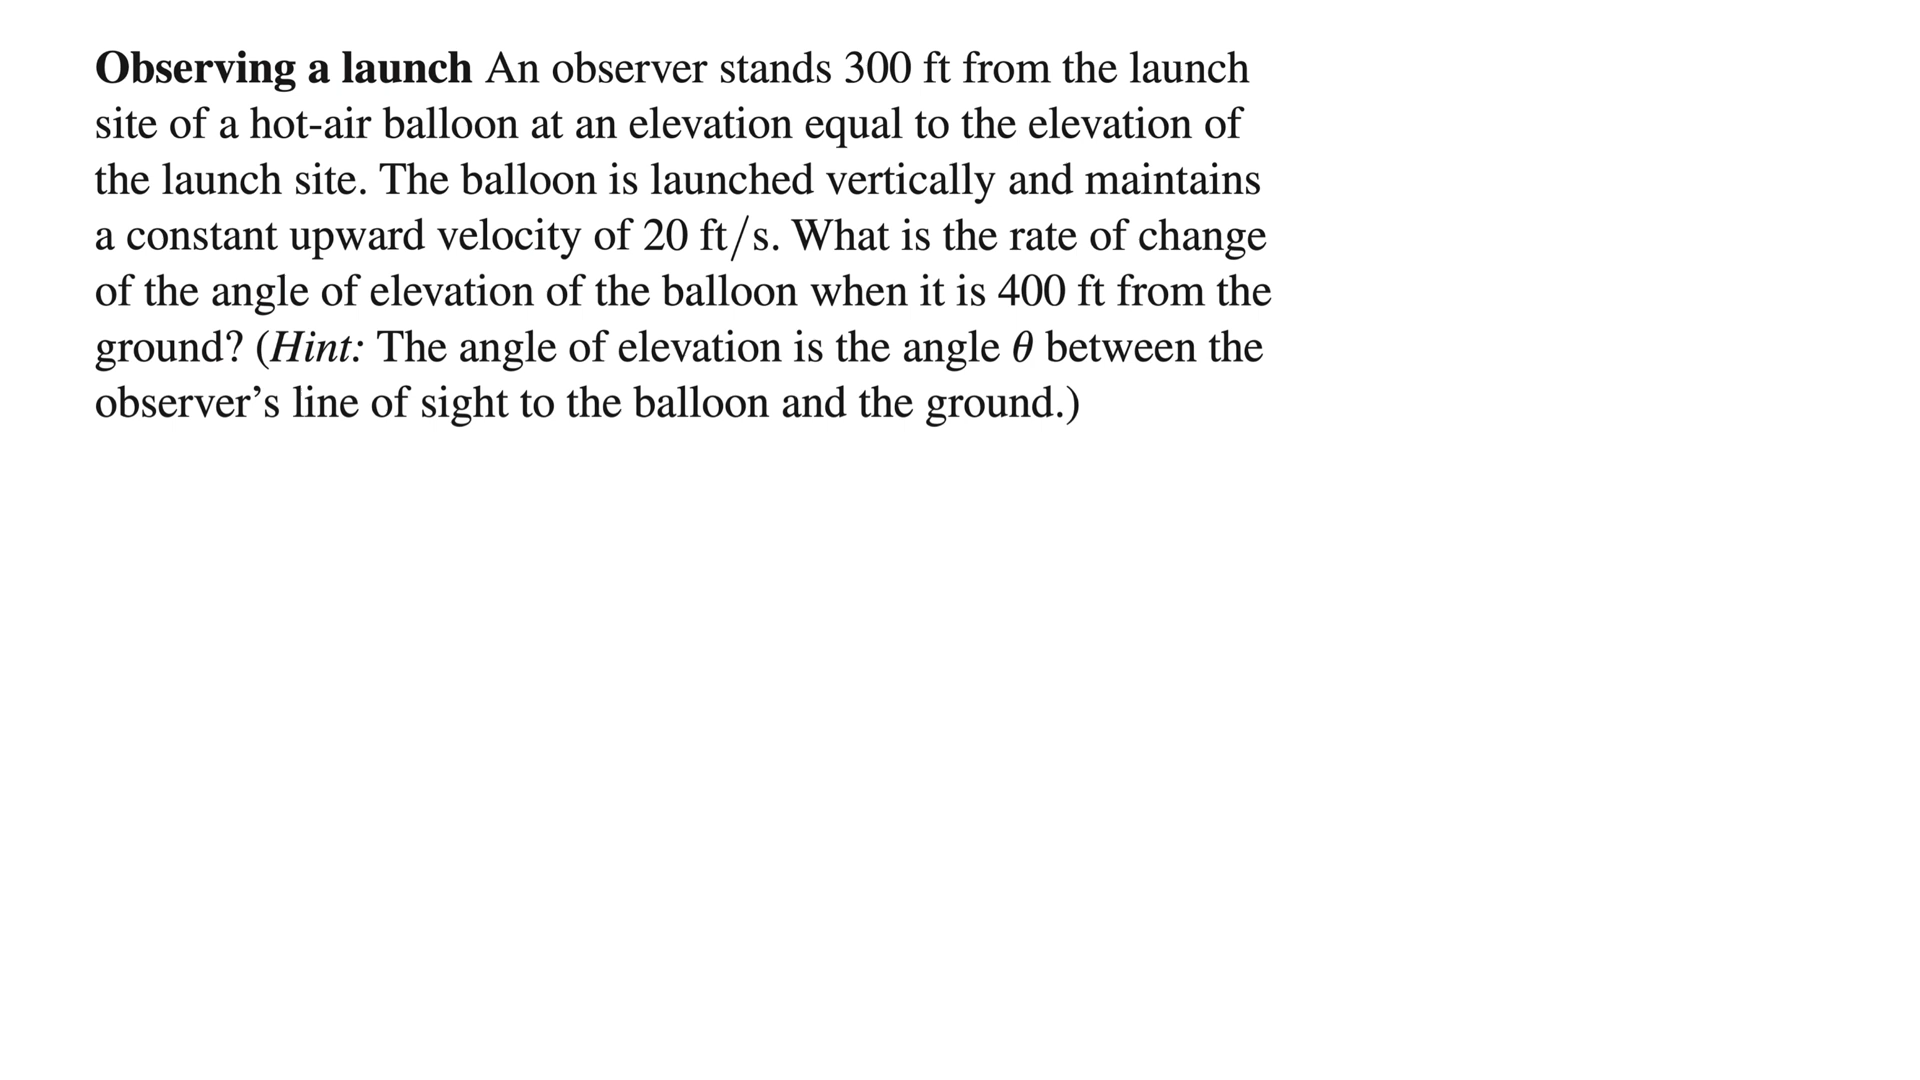 Observing a launch An observer stands 300 ft from the launch
site of a hot-air balloon at an elevation equal to the elevation of
the launch site. The balloon is launched vertically and maintains
a constant upward velocity of 20 ft/s. What is the rate of change
of the angle of elevation of the balloon when it is 400 ft from the
ground? (Hint: The angle of elevation is the angle θ between the
observer’s line of sight to the balloon and the ground.)